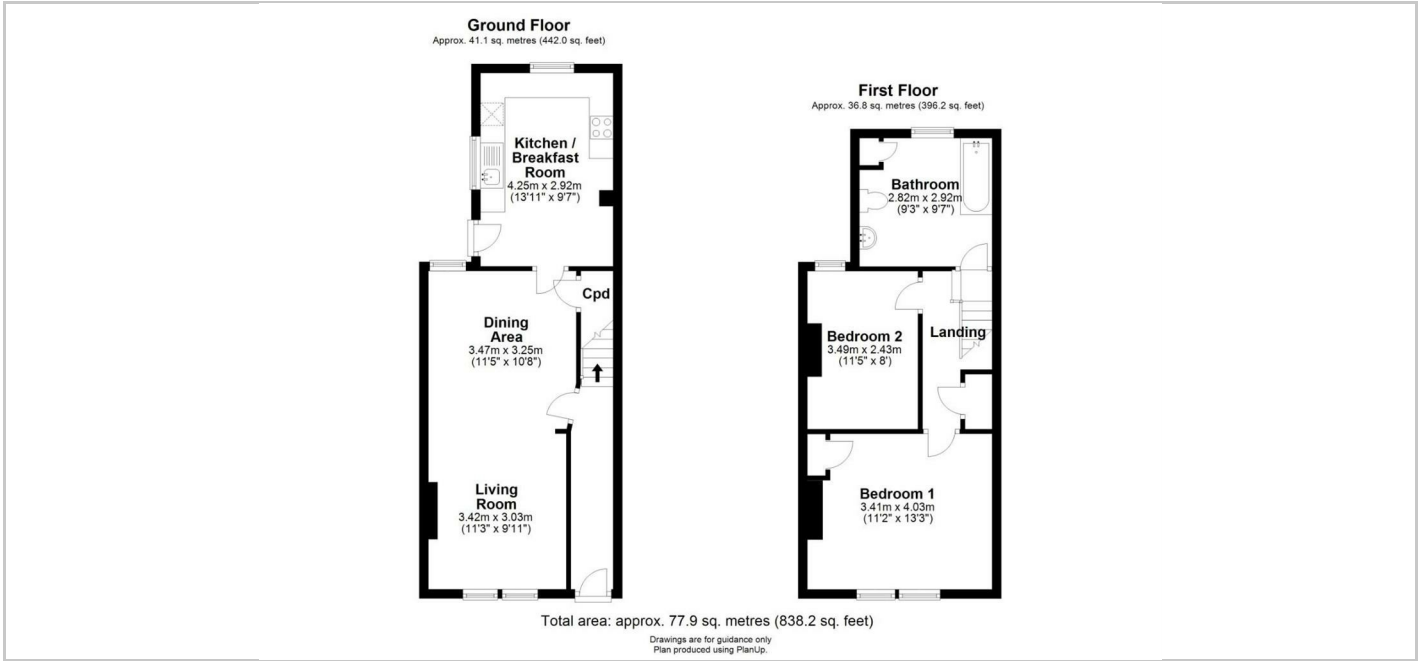 Ground Floor
Approx. 41.1 sq. metres (442.0 sq. feet)
Kitchen /
Breakfast
Room
4.25m x 2.92m
(13'11" x 9'7")
Cpd
Dining
Area
3.47m x 3.25m
(11'5" x 10'8")
Living
Room
3.42m x 3.03m
(11'3" x 9'11")
First Floor
Approx. 36.8 sq. metres (396.2 sq. feet)
Bathroom
2.82m x 2.92m
(9'3" x 9'7")
Bedroom 2
3.49m x 2.43m
(11'5" x 8')
Landing
Bedroom 1
3.41m x 4.03m
(11'2" x 13'3")
Total area: approx. 77.9 sq. metres (838.2 sq. feet)
Drawings are for guidance only
Plan produced using PlanUp.